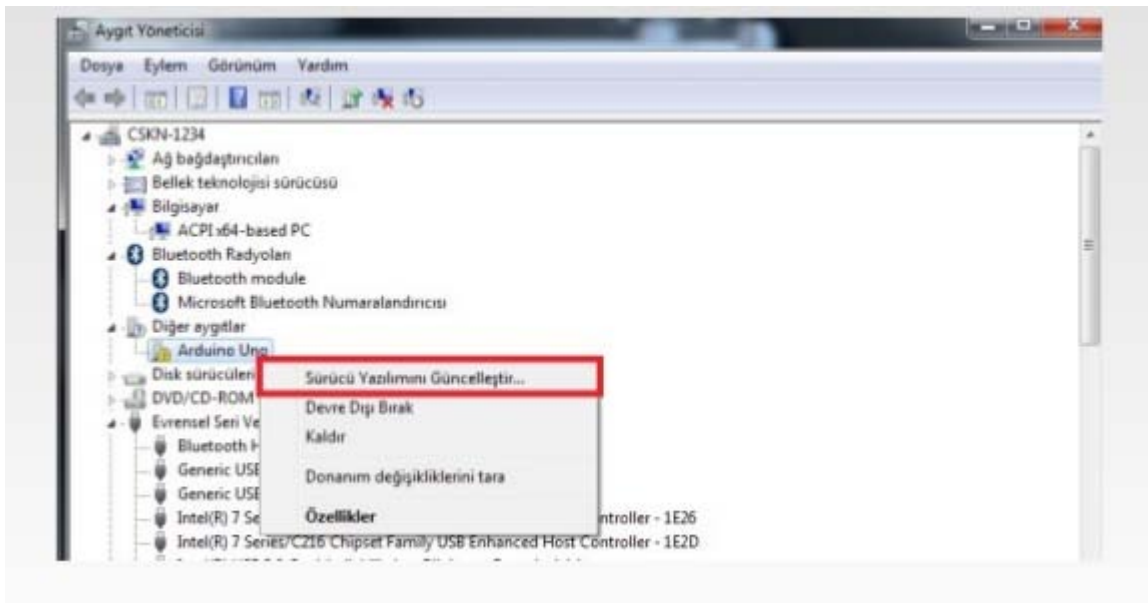 Aygıt Yöneticisi
Dosya Eylem Görünüm Yardım
CSKN-1234
Ağ bağdaştırıcıları
Bellek teknolojisi sürücüsü
Bilgisayar
ACPI x64-based PC
Bluetooth Radyoları
Bluetooth module
Microsoft Bluetooth Numaralandırıcısı
Diğer aygıtlar
Arduino Uno
Disk sürücüleri
Sürücü Yazılımını Güncelleştir...
DVD/CD-ROM
Devre Dışı Bırak
Evrensel Seri Ve
Kaldır
Bluetooth H
Generic USB
Donanım değişikliklerini tara
Generic USB
Intel(R) 7 Se
Özellikler
ntroller - 1E26
Intel(R) 7 Series/C216 Chipset Family USB Enhanced Host Controller - 1E2D